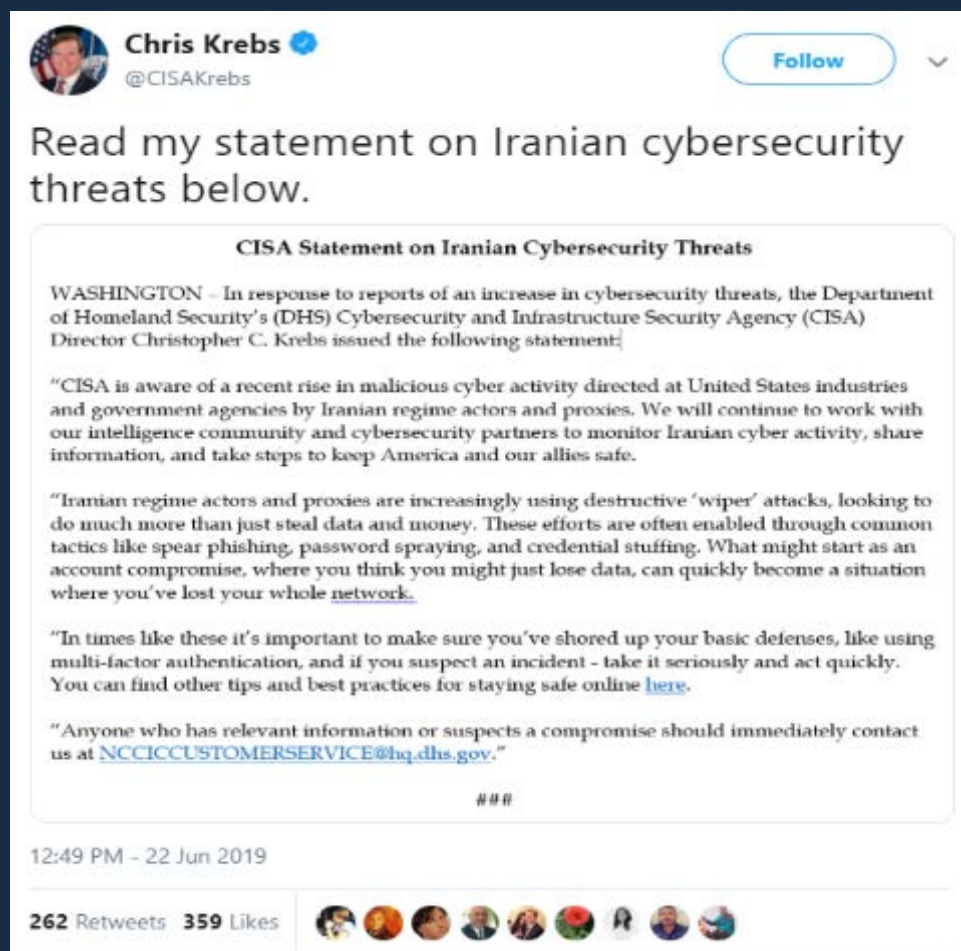 Chris Krebs
@CISAKrebs
Follow
Read my statement on Iranian cybersecurity
threats below.
CISA Statement on Iranian Cybersecurity Threats
WASHINGTON – In response to reports of an increase in cybersecurity threats, the Department
of Homeland Security's (DHS) Cybersecurity and Infrastructure Security Agency (CISA)
Director Christopher C. Krebs issued the following statement:
"CISA is aware of a recent rise in malicious cyber activity directed at United States industries
and government agencies by Iranian regime actors and proxies. We will continue to work with
our intelligence community and cybersecurity partners to monitor Iranian cyber activity, share
information, and take steps to keep America and our allies safe.
"Iranian regime actors and proxies are increasingly using destructive 'wiper' attacks, looking to
do much more than just steal data and money. These efforts are often enabled through common
tactics like spear phishing, password spraying, and credential stuffing. What might start as an
account compromise, where you think you might just lose data, can quickly become a situation
where you've lost your whole network.
"In times like these it's important to make sure you've shored up your basic defenses, like using
multi-factor authentication, and if you suspect an incident - take it seriously and act quickly.
You can find other tips and best practices for staying safe online here.
"Anyone who has relevant information or suspects a compromise should immediately contact
us at NCCICCUSTOMERSERVICE@hq.dhs.gov."
###
12:49 PM - 22 Jun 2019
262 Retweets 359 Likes